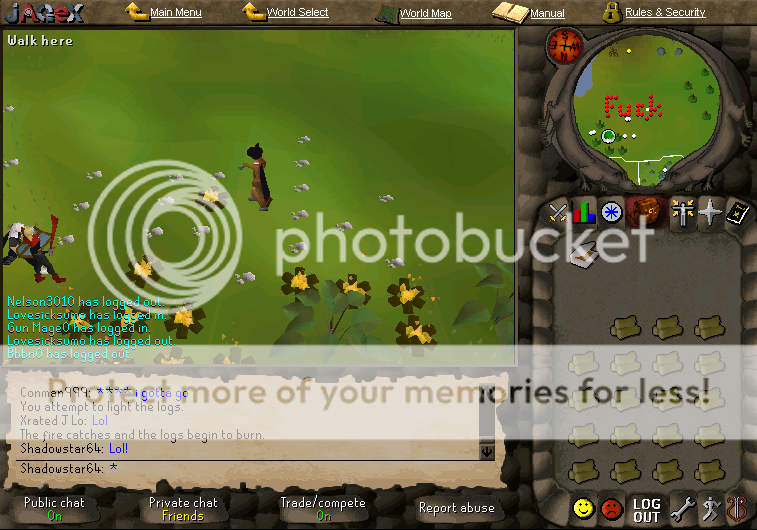 JAGEX Main Menu World Select World Map Manual Rules & Security
Walk here
Fuck
photobucket
Nelson3010 has logged out.
Lovesicksumo has logged in.
Gun Mage0 has logged in.
Lovesicksumo has logged out.
Bbbn0 has logged out.
more of your memories for less!
Conman999: **** i gotta go
You attempt to light the logs.
Xrated J Lo: Lol
The fire catches and the logs begin to burn.
Shadowstar64: Lol!
Shadowstar64: *
Public chat Private chat Trade/compete Report abuse
On Friends On
LOG
OUT